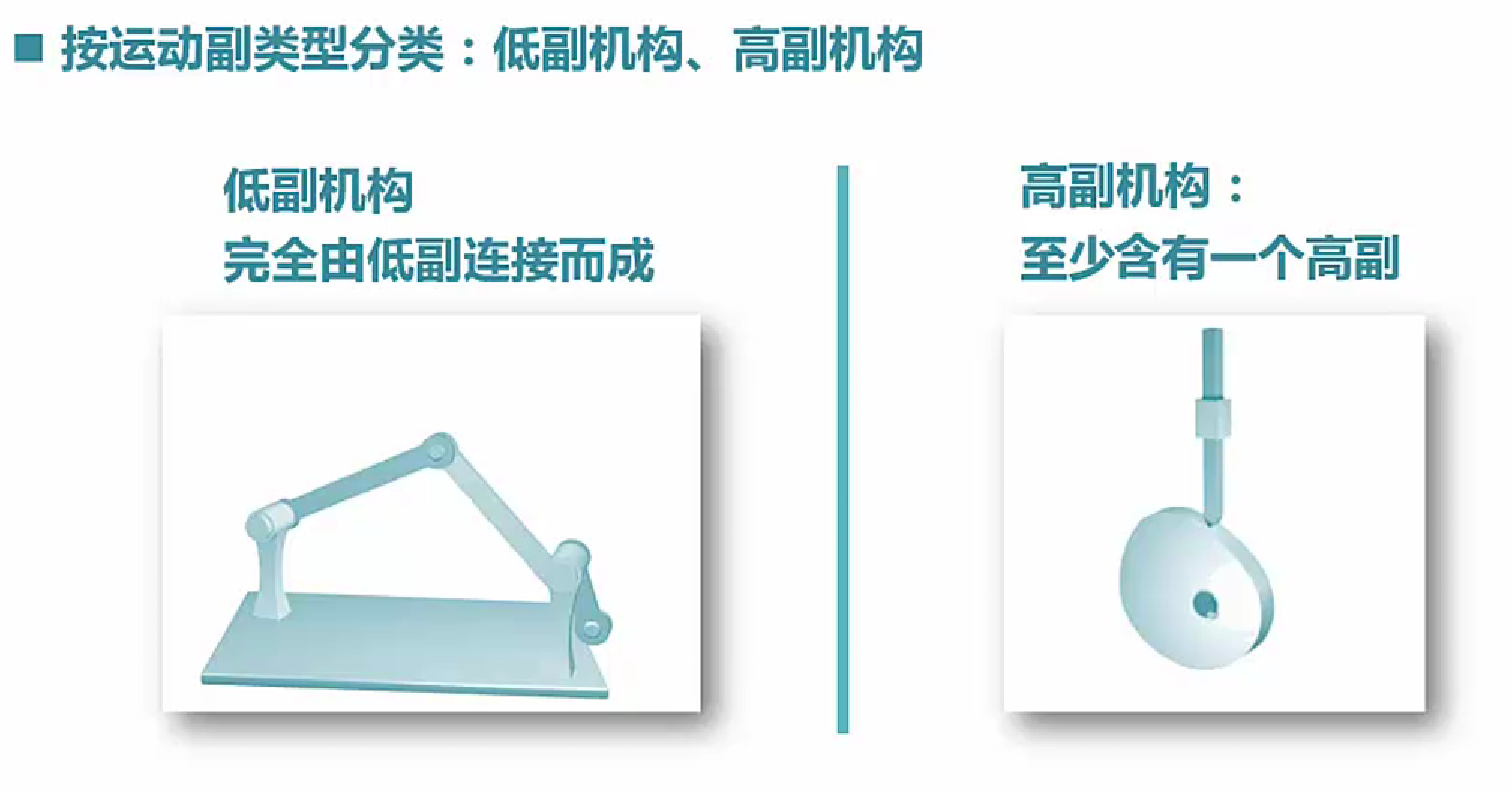 按运动副类型分类：低副机构、高副机构
低副机构
完全由低副连接而成
高副机构：
至少含有一个高副